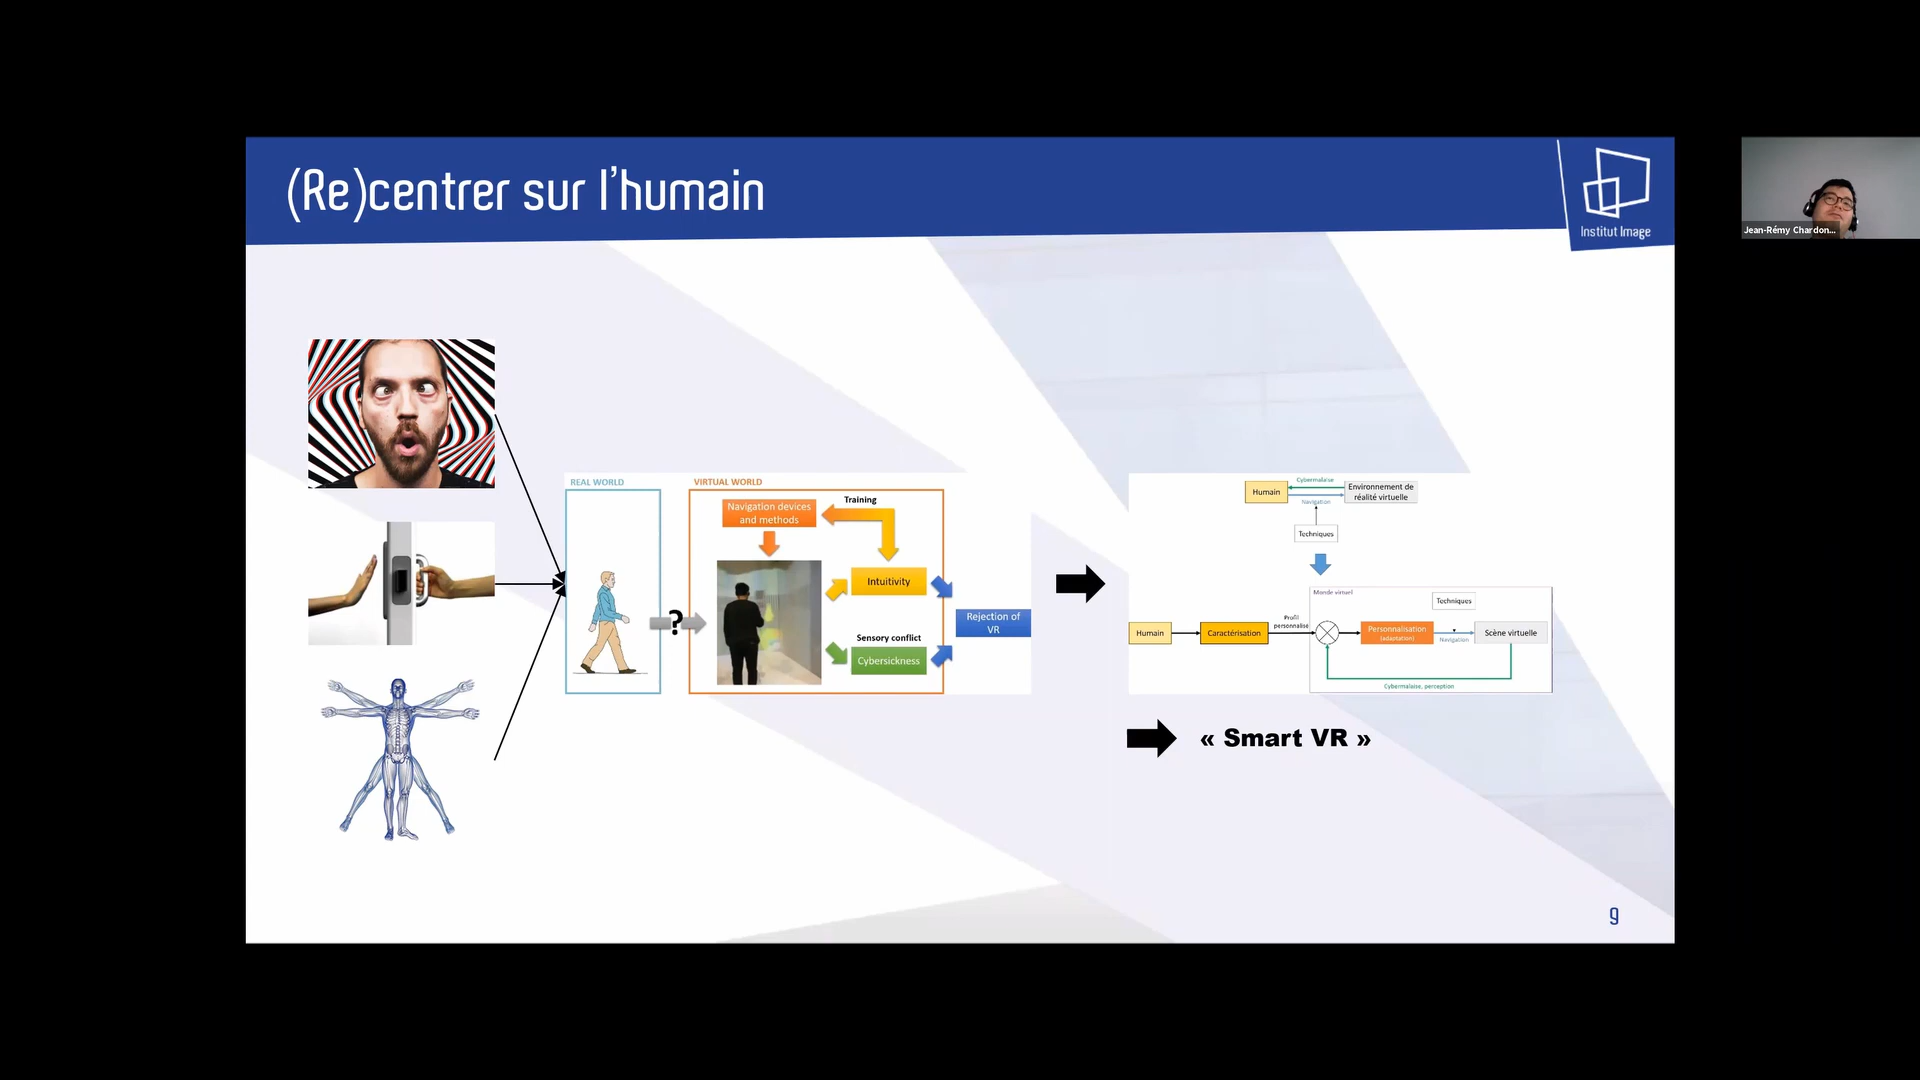 (Re)centrer sur l'humain
Institut Image
Jean-Rémy Chardon...
REAL WORLD
VIRTUAL WORLD
Navigation devices
and methods
Training
Intuitivity
?
Sensory conflict
Cybersickness
Rejection of
VR
Humain
Cybermalaise
Navigation
Environnement de
réalité virtuelle
Techniques
Monde virtuel
Techniques
Humain
Caractérisation
Profil
personnalisé
Personnalisation
(adaptation)
Navigation
Scène virtuelle
Cybermalaise, perception
« Smart VR »
9